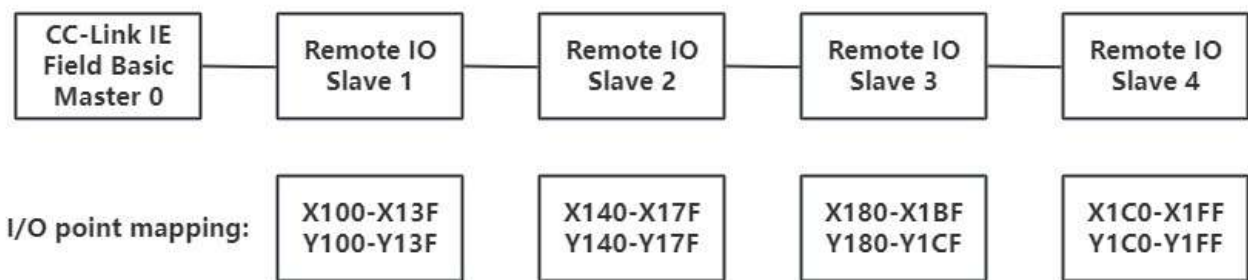 CC-Link IE
Field Basic
Master 0
Remote IO
Slave 1
Remote IO
Slave 2
Remote IO
Slave 3
Remote IO
Slave 4
I/O point mapping:
X100-X13F
Y100-Y13F
X140-X17F
Y140-Y17F
X180-X1BF
Y180-Y1CF
X1C0-X1FF
Y1C0-Y1FF